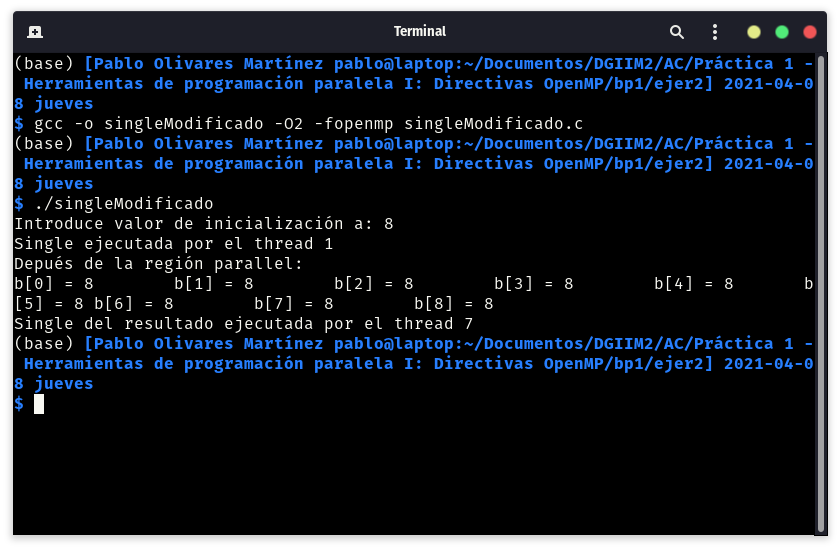 Terminal
(base) [Pablo Olivares Martínez pablo@laptop:~/Documentos/DGIIM2/AC/Práctica 1 -
 Herramientas de programación paralela I: Directivas OpenMP/bp1/ejer2] 2021-04-0
8 jueves
$ gcc -o singleModificado -O2 -fopenmp singleModificado.c
(base) [Pablo Olivares Martínez pablo@laptop:~/Documentos/DGIIM2/AC/Práctica 1 -
 Herramientas de programación paralela I: Directivas OpenMP/bp1/ejer2] 2021-04-0
8 jueves
$ ./singleModificado
Introduce valor de inicialización a: 8
Single ejecutada por el thread 1
Depués de la región parallel:
b[0] = 8        b[1] = 8        b[2] = 8        b[3] = 8        b[4] = 8       b
[5] = 8 b[6] = 8        b[7] = 8        b[8] = 8
Single del resultado ejecutada por el thread 7
(base) [Pablo Olivares Martínez pablo@laptop:~/Documentos/DGIIM2/AC/Práctica 1 -
 Herramientas de programación paralela I: Directivas OpenMP/bp1/ejer2] 2021-04-0
8 jueves
$